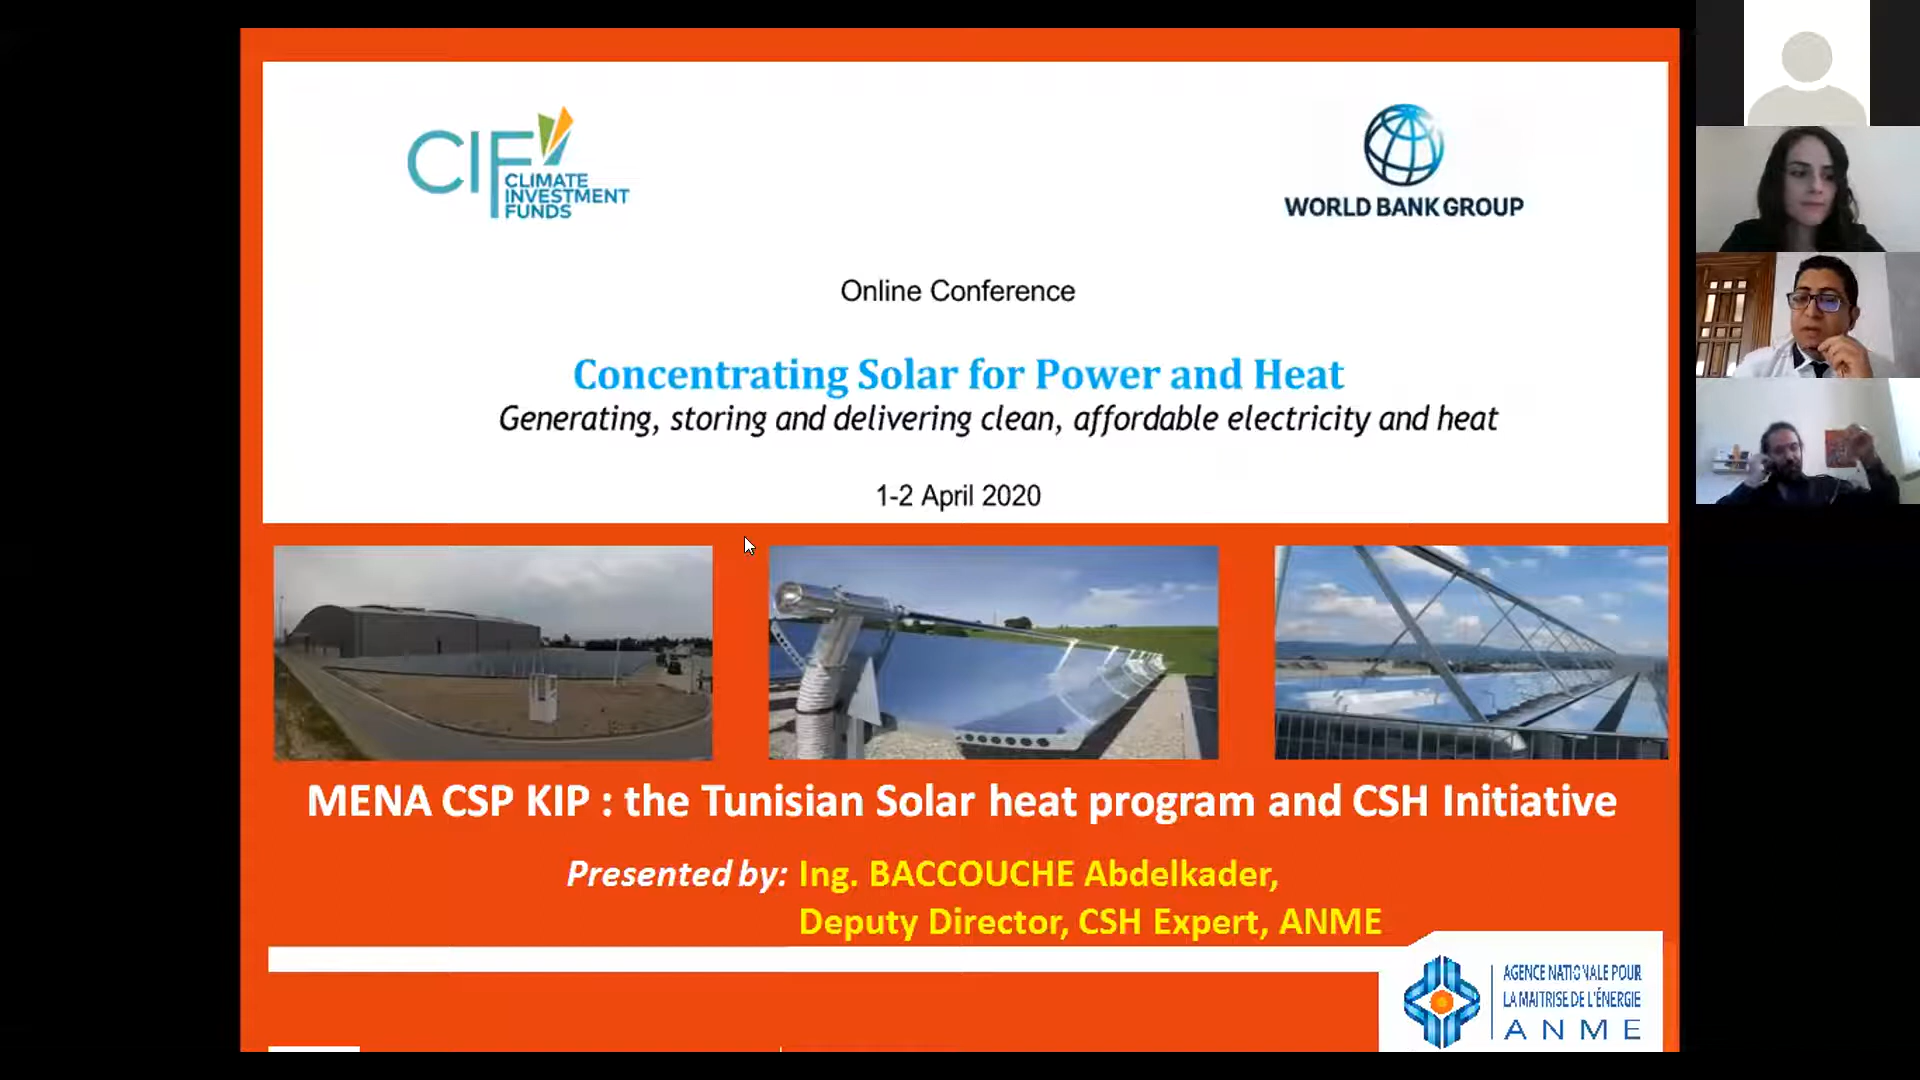 CIF
CLIMATE
INVESTMENT
FUNDS
WORLD BANK GROUP
Online Conference
Concentrating Solar for Power and Heat
Generating, storing and delivering clean, affordable electricity and heat
1-2 April 2020
MENA CSP KIP : the Tunisian Solar heat program and CSH Initiative
Presented by: Ing. BACCOUCHE Abdelkader,
Deputy Director, CSH Expert, ANME
AGENCE NATIONALE POUR
LA MAITRISE DE L'ÉNERGIE
ANME